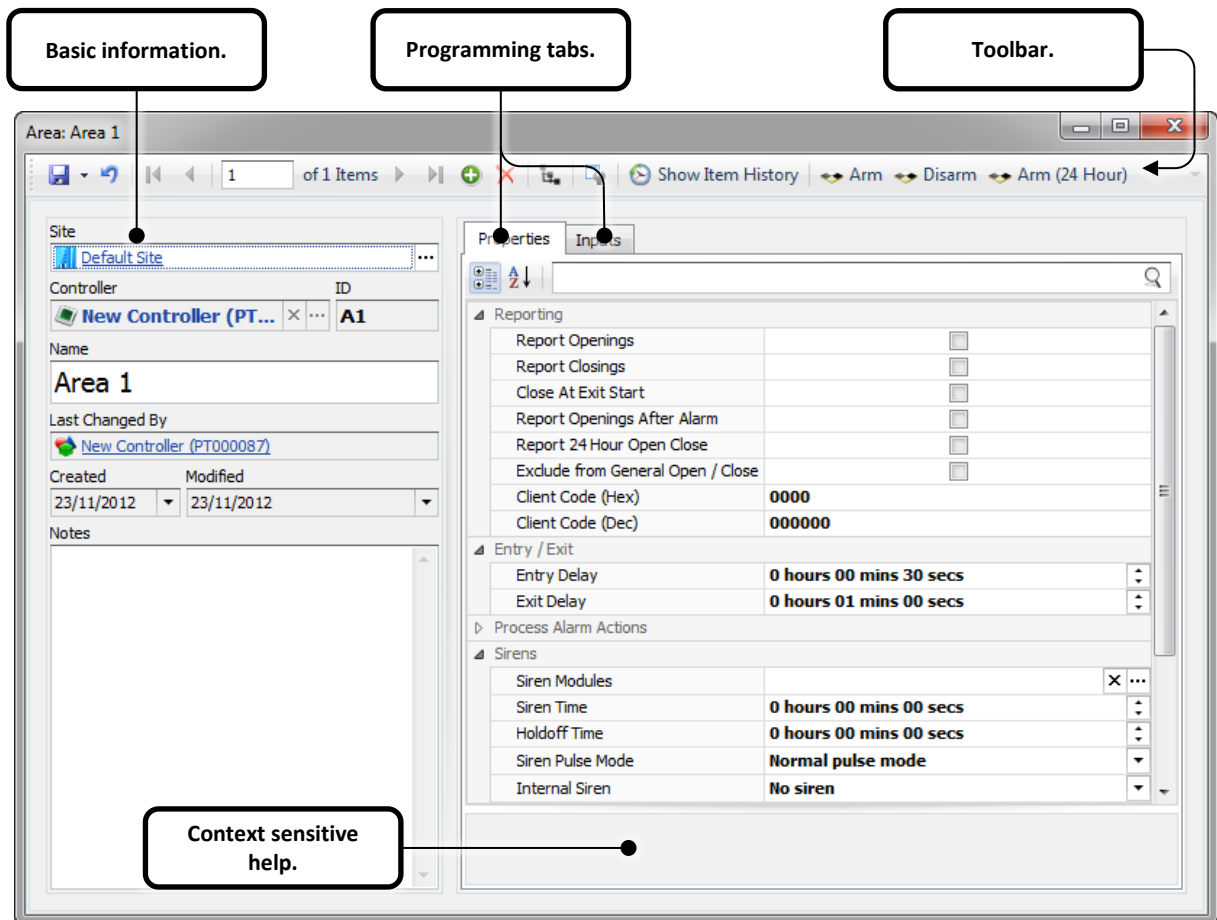 Basic information.
Programming tabs.
Toolbar.
Area: Area 1
1 of 1 Items Show Item History Arm Disarm Arm (24 Hour)
Site
Default Site
Controller ID
New Controller (PT... A1
Name
Area 1
Last Changed By
New Controller (PT000087)
Created Modified
23/11/2012 23/11/2012
Notes
Properties Inputs
Reporting
Report Openings
Report Closings
Close At Exit Start
Report Openings After Alarm
Report 24 Hour Open Close
Exclude from General Open / Close
Client Code (Hex) 0000
Client Code (Dec) 000000
Entry / Exit
Entry Delay 0 hours 00 mins 30 secs
Exit Delay 0 hours 01 mins 00 secs
Process Alarm Actions
Sirens
Siren Modules
Siren Time 0 hours 00 mins 00 secs
Holdoff Time 0 hours 00 mins 00 secs
Siren Pulse Mode Normal pulse mode
Internal Siren No siren
Context sensitive
help.